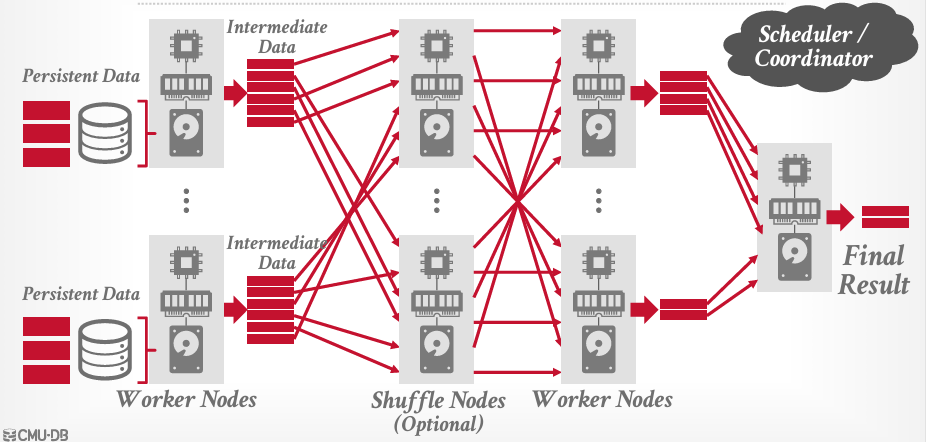 Intermediate
Data
Scheduler /
Coordinator
Persistent Data
Intermediate
Data
Persistent Data
Final
Result
Worker Nodes
Shuffle Nodes
(Optional)
Worker Nodes
CMU-DB